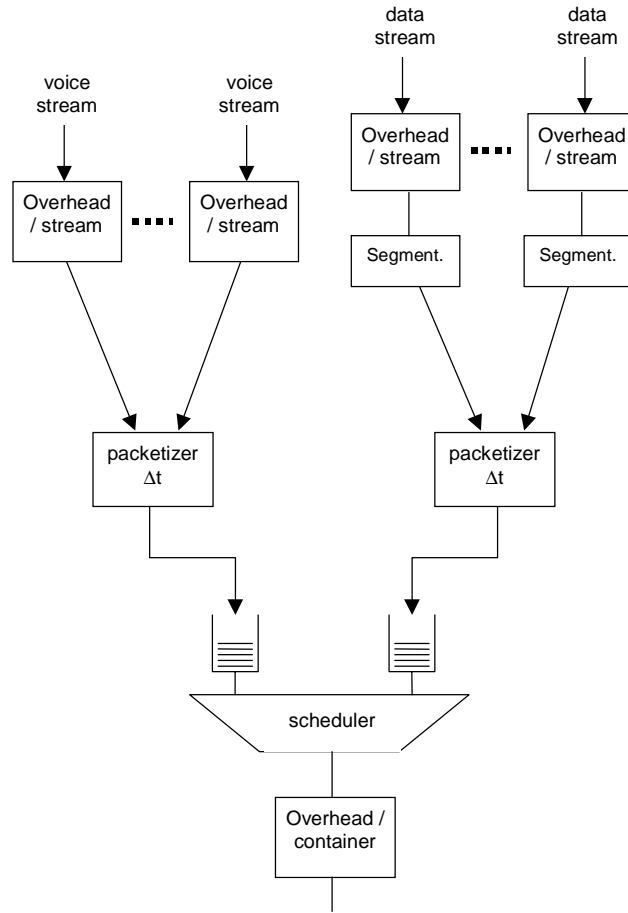 data
stream
data
stream
voice
stream
voice
stream
Overhead
/ stream
Overhead
/ stream
Overhead
/ stream
Overhead
/ stream
Segment.
Segment.
packetizer
Δt
packetizer
Δt
scheduler
Overhead /
container